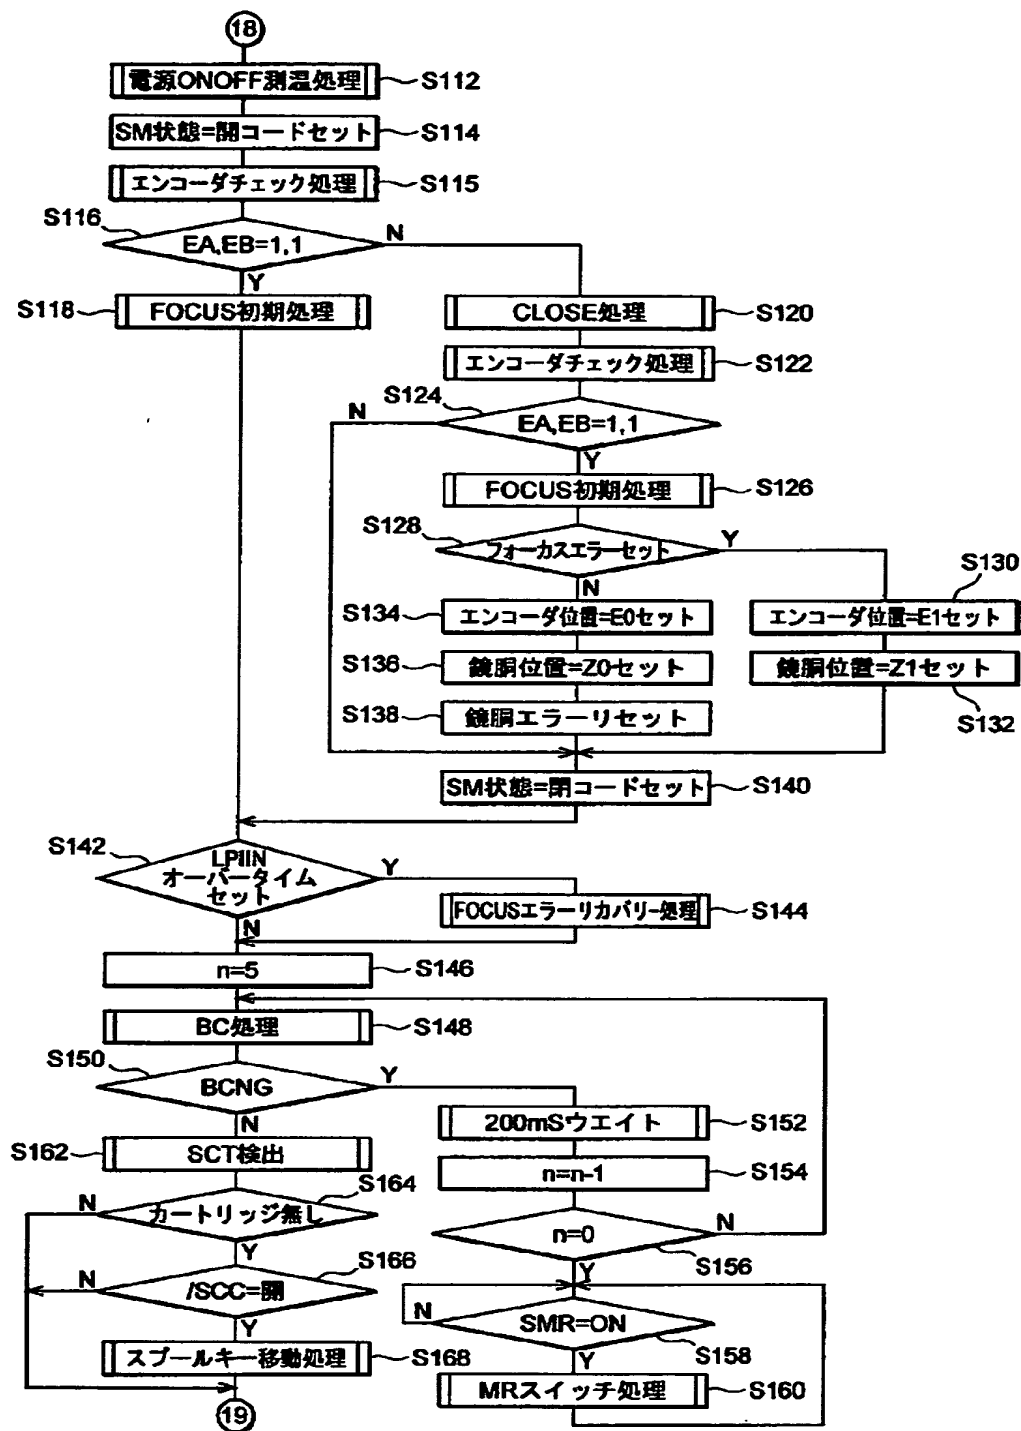 18
電源ONOFF測温処理 S112
SM状態=開コードセット S114
エンコーダチェック処理 S115
S116
EA,EB=1,1
N
Y
S118 FOCUS初期処理
CLOSE処理 S120
エンコーダチェック処理 S122
S124
N
EA,EB=1,1
Y
FOCUS初期処理 S126
S128
フォーカスエラーセット
Y
N
S130
S134 エンコーダ位置=E0セット
エンコーダ位置=E1セット
S136 鏡胴位置=Z0セット
鏡胴位置=Z1セット
S132
S138 鏡胴エラーリセット
SM状態=閉コードセット S140
S142
LPIIN
オーバータイム
セット
Y
N
FOCUSエラーリカバリー処理 S144
n=5 S146
BC処理 S148
S150
BCNG
Y
N
200mSウエイト S152
S162 SCT検出
n=n-1 S154
S164
N
カートリッジ無し
Y
n=0
N
S156
Y
S166
N
/SCC=開
Y
N
SMR=ON
S158
Y
スプールキー移動処理 S168
MRスイッチ処理 S160
19